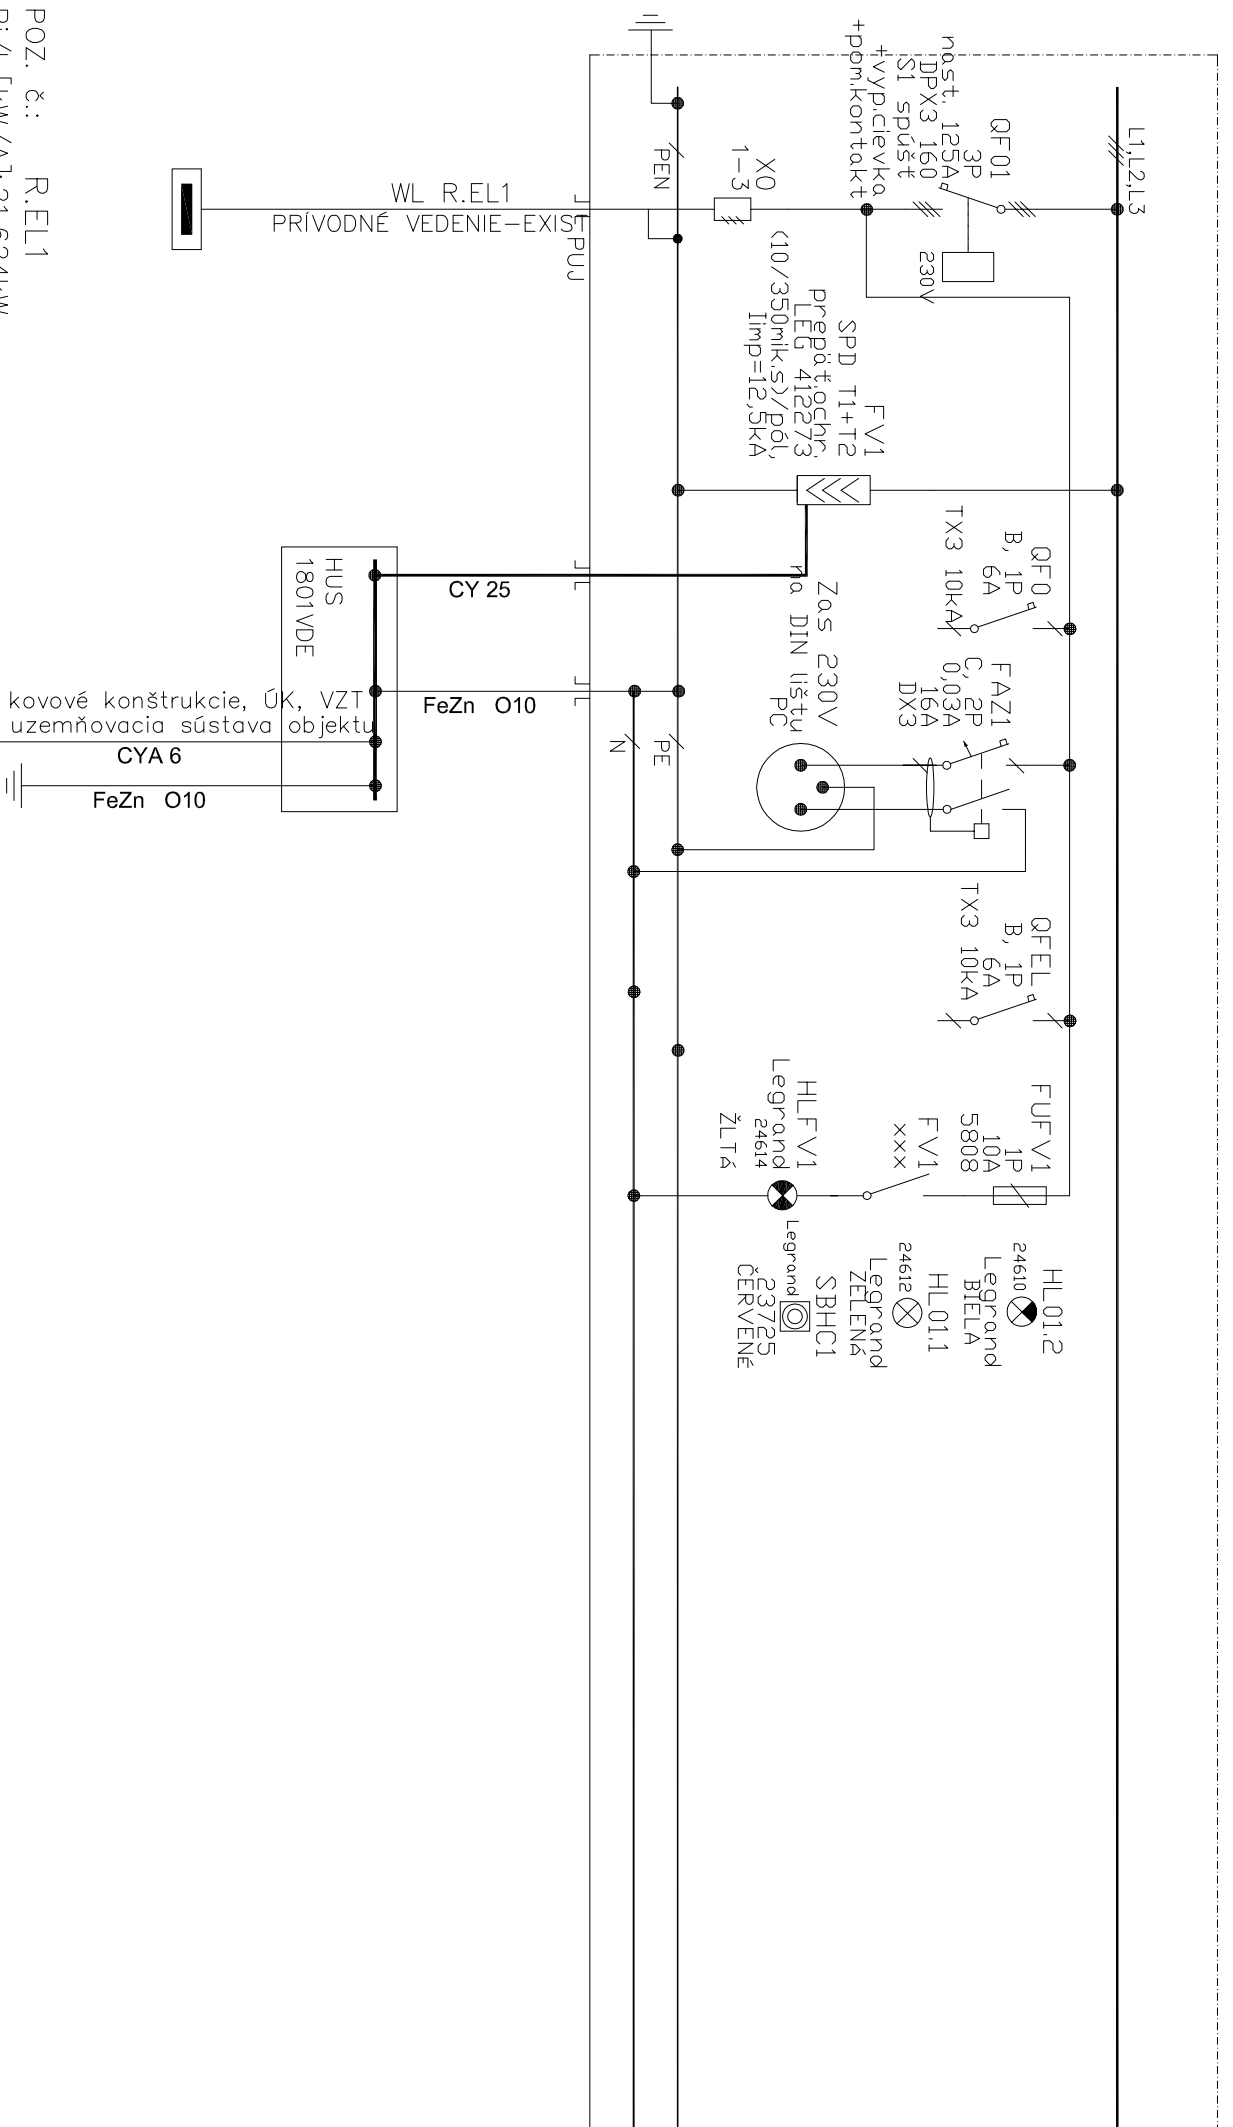 L1,L2,L3
QF01
3P
nast. 125A
DPX3 160
S1 spúšť
+vyp.cievka
+pom.kontakt
230V
X0
1-3
PEN
WL R.EL1
PRÍVODNÉ VEDENIE-EXIST
PUJ
FV1
SPD T1+T2
prepäť.ochr.
LEG 412273
(10/350mik.s)/pól,
Iimp=12,5kA
QF0
B, 1P
6A
TX3 10kA
FAZ1
C, 2P
0,03A
16A
DX3
Zas 230V
na DIN lištu
PC
PE
N
QFEL
B, 1P
6A
TX3 10kA
FUFV1
1P
10A
5808
FV1
xxx
HLFV1
Legrand
24614
ŽLTÁ
HL01.2
24610
Legrand
BIELA
HL01.1
24612
Legrand
ZELENÁ
SBHC1
Legrand
23725
ČERVENÉ
CY 25
HUS
1801VDE
FeZn O10
kovové konštrukcie, ÚK, VZT
uzemňovacia sústava objektu
CYA 6
FeZn O10
POZ. č.: R.EL1